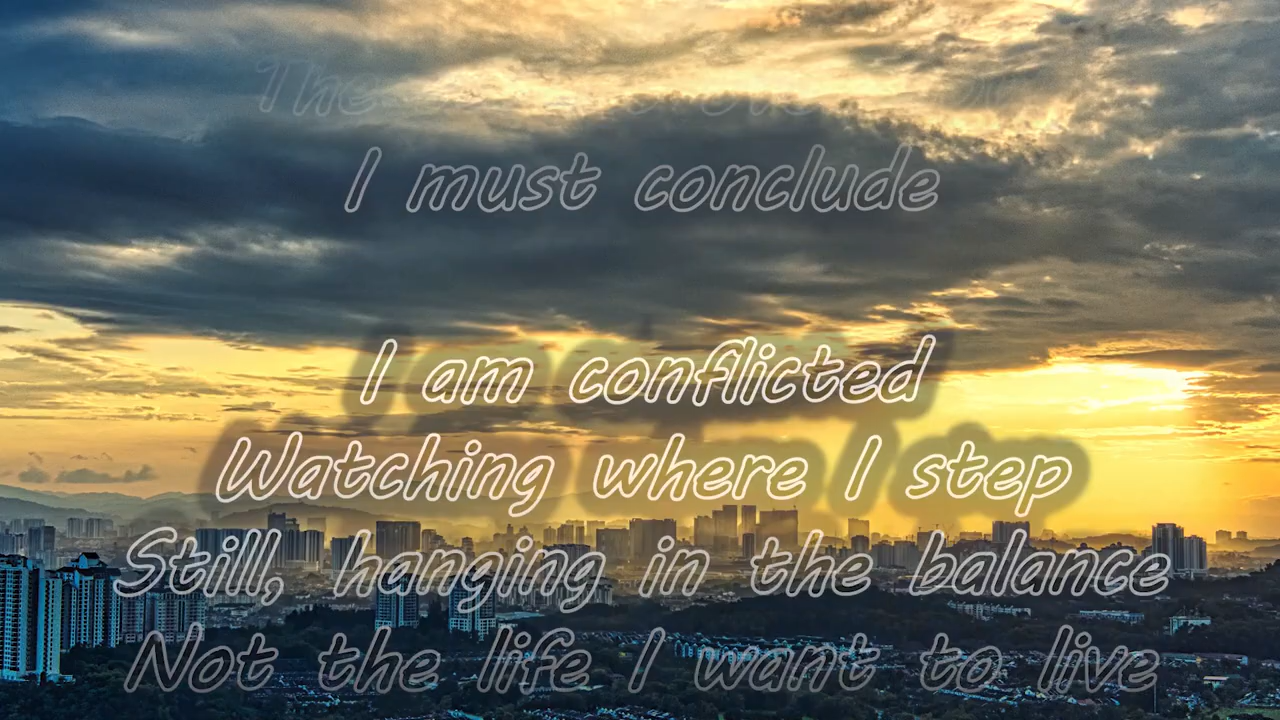 The
I must conclude
I am conflicted
Watching where I step
Still, hanging in the balance
Not the life I want to live